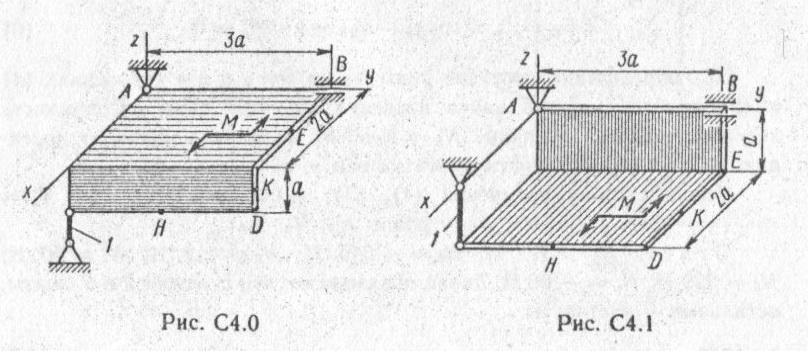 z 3a B y
A M E 2a
x K a
H D
1
Рис. С4.0
z 3a B y
A a
E
x M K 2a
1
H D
Рис. С4.1